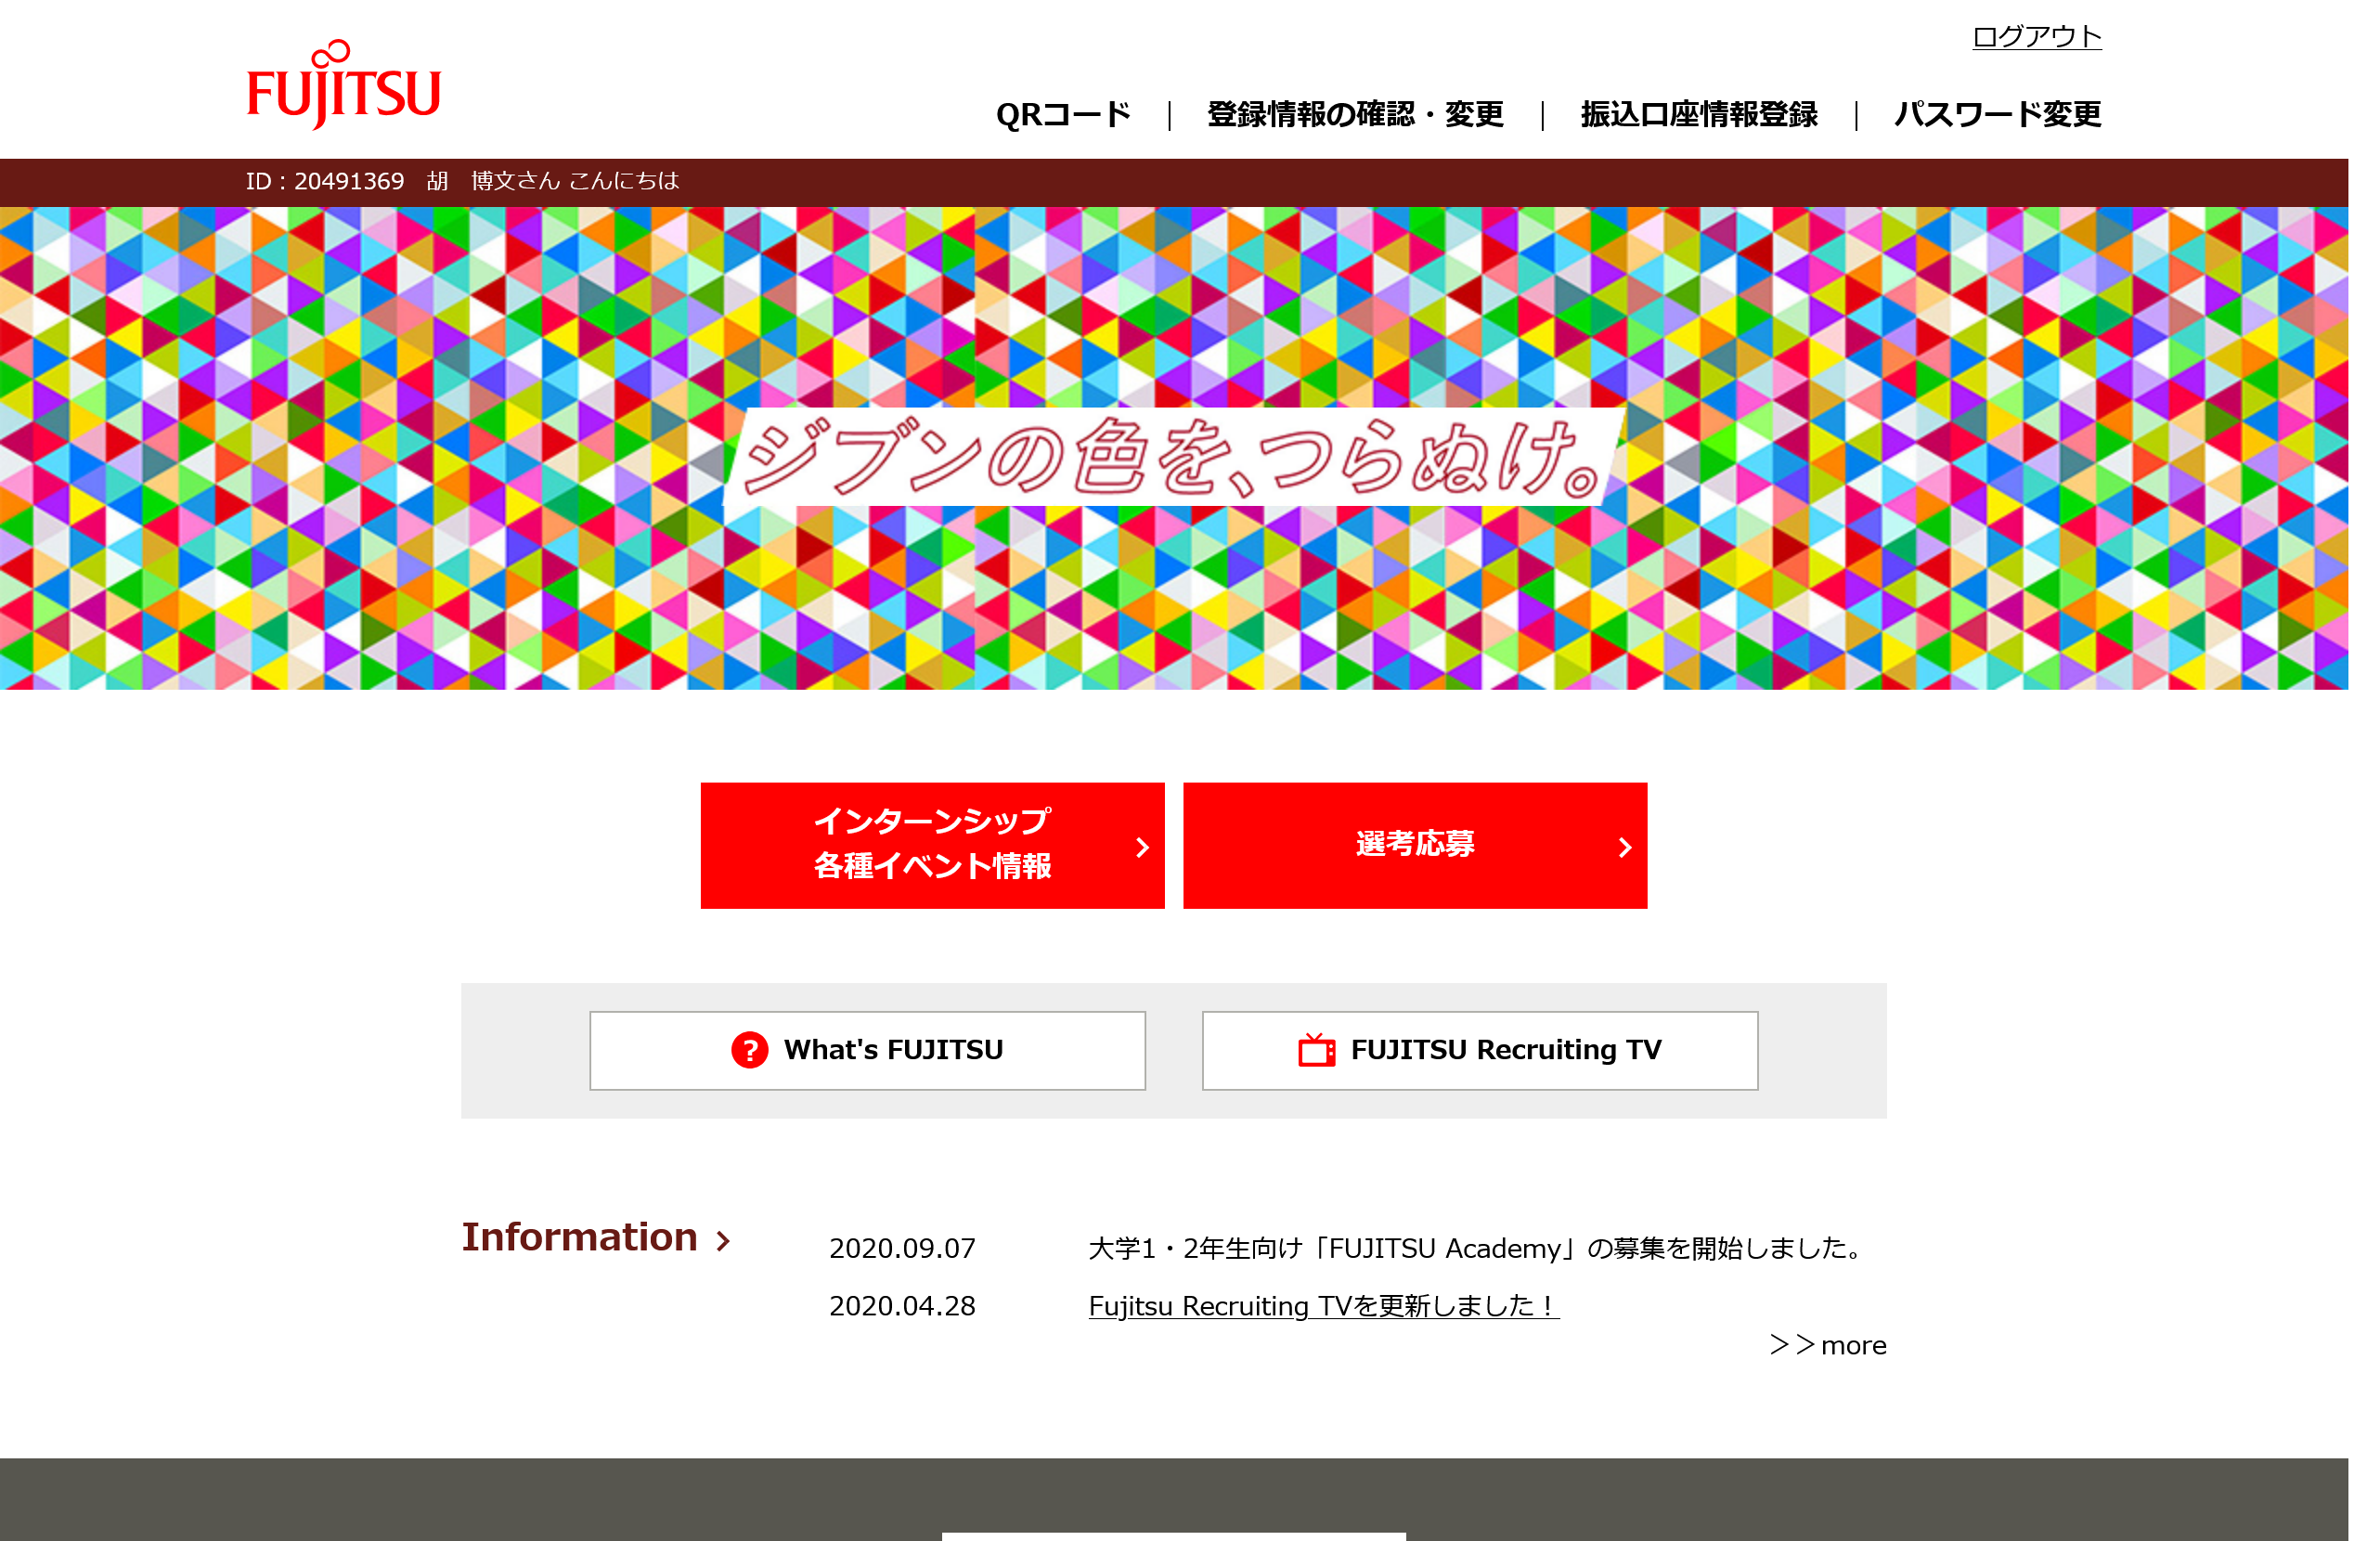 ログアウト
FUJITSU
QRコード | 登録情報の確認・変更 | 振込口座情報登録 | パスワード変更
ID：20491369　胡　博文さん こんにちは
ジブンの色を、つらぬけ。
インターンシップ
各種イベント情報
選考応募
? What's FUJITSU
FUJITSU Recruiting TV
Information
2020.09.07 大学1・2年生向け「FUJITSU Academy」の募集を開始しました。
2020.04.28 Fujitsu Recruiting TVを更新しました！
＞＞more